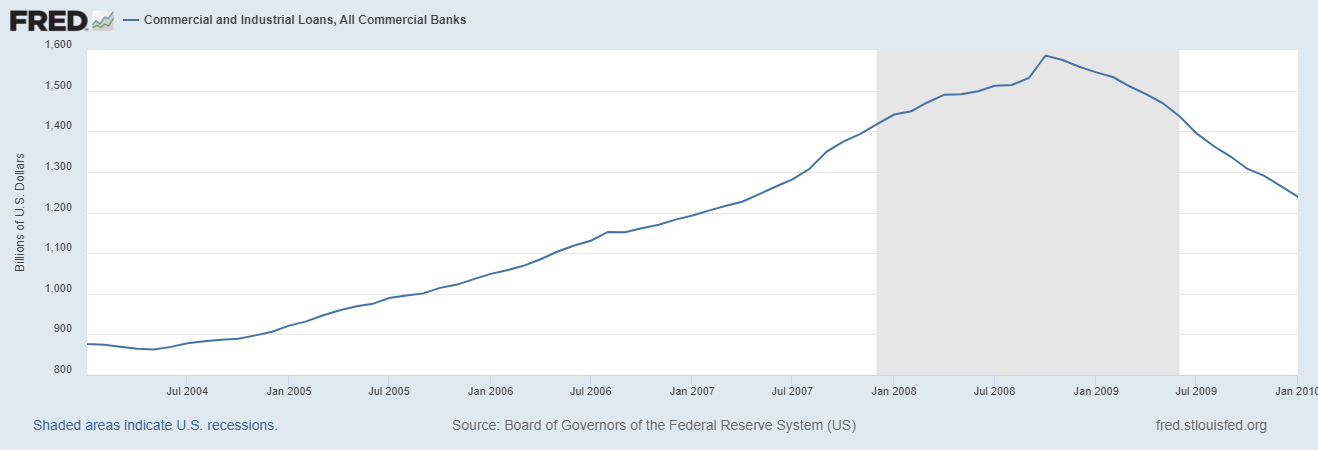 FRED Commercial and Industrial Loans, All Commercial Banks
1,600
1,500
1,400
1,300
1,200
1,100
1,000
900
800
Billions of U.S. Dollars
Jul 2004 Jan 2005 Jul 2005 Jan 2006 Jul 2006 Jan 2007 Jul 2007 Jan 2008 Jul 2008 Jan 2009 Jul 2009 Jan 2010
Shaded areas indicate U.S. recessions. Source: Board of Governors of the Federal Reserve System (US) fred.stlouisfed.org